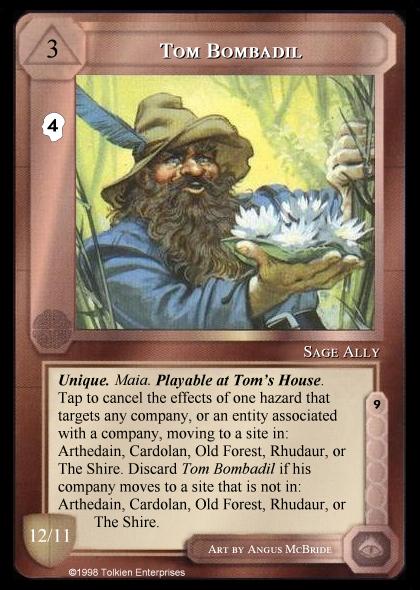 3
TOM BOMBADIL
4
SAGE ALLY
Unique. Maia. Playable at Tom's House.
Tap to cancel the effects of one hazard that
targets any company, or an entity associated
with a company, moving to a site in:
Arthedain, Cardolan, Old Forest, Rhudaur, or
The Shire. Discard Tom Bombadil if his
company moves to a site that is not in:
Arthedain, Cardolan, Old Forest, Rhudaur, or
The Shire.
9
12/11
ART BY ANGUS MCBRIDE
©1998 Tolkien Enterprises